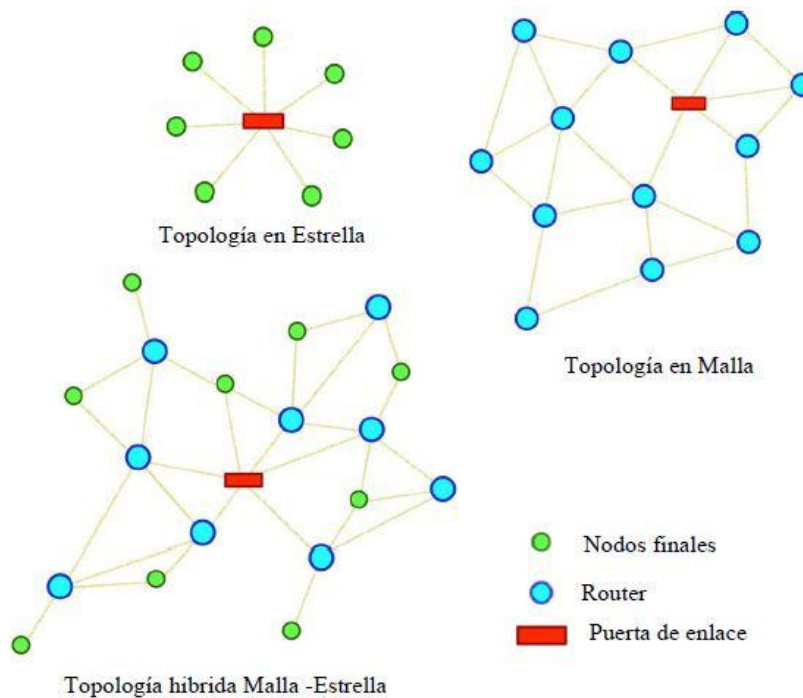 Topología en Estrella
Topología en Malla
Nodos finales
Router
Puerta de enlace
Topología hibrida Malla -Estrella